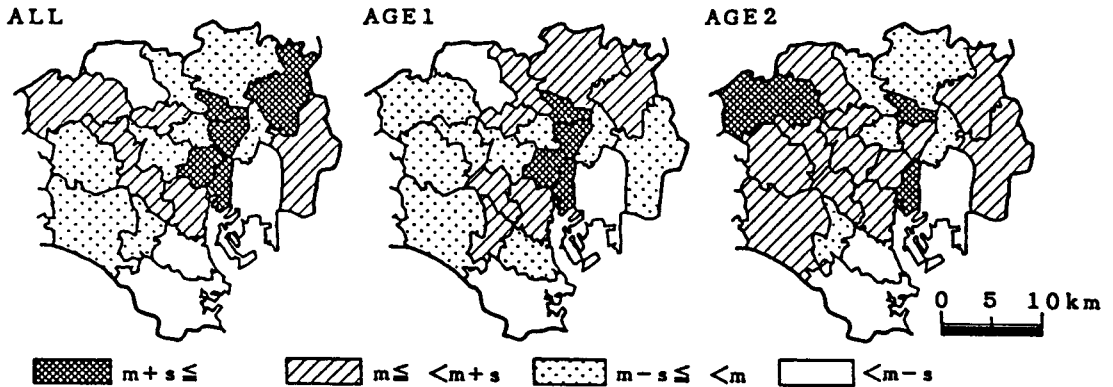 ALL AGE1 AGE2
0 5 10km
m+s≦ m≦ <m+s m-s≦ <m <m-s